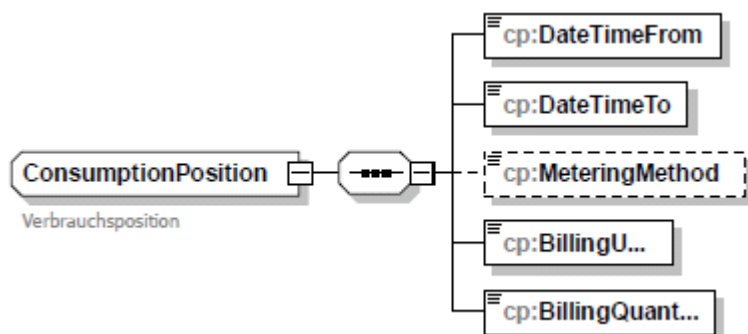 cp:DateTimeFrom
cp:DateTimeTo
ConsumptionPosition
cp:MeteringMethod
Verbrauchsposition
cp:BillingU...
cp:BillingQuant...